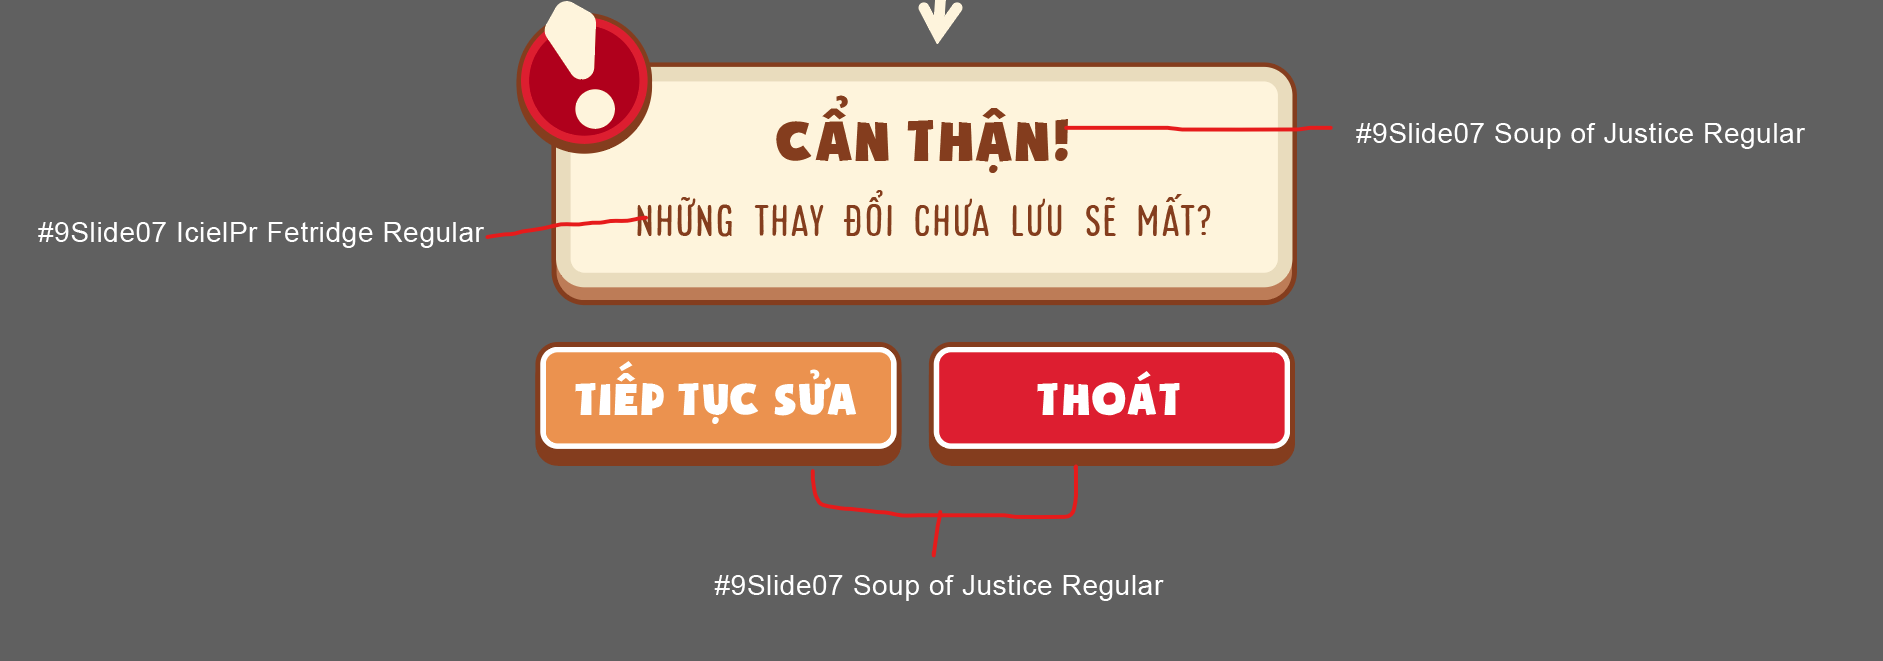 CẨN THẬN!
#9Slide07 Soup of Justice Regular
#9Slide07 IcielPr Fetridge Regular
NHỮNG THAY ĐỔI CHƯA LƯU SẼ MẤT?
TIẾP TỤC SỬA
THOÁT
#9Slide07 Soup of Justice Regular